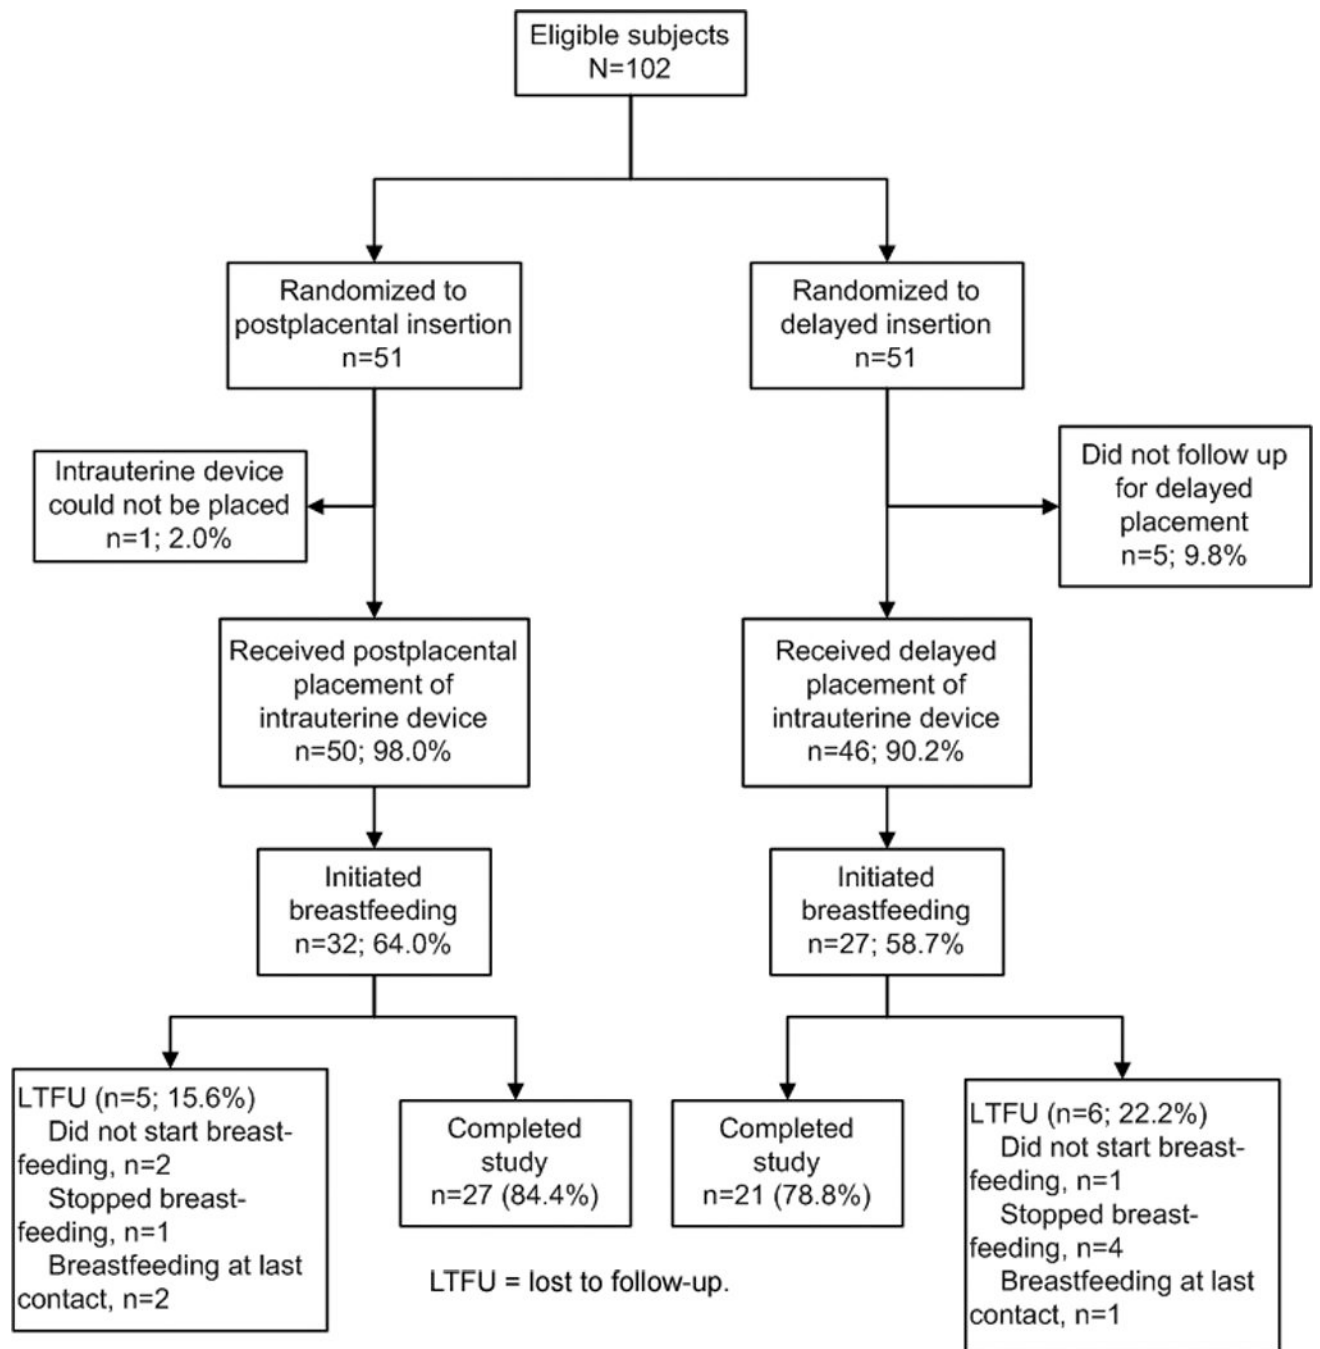 Eligible subjects
N=102
Randomized to
postplacental insertion
n=51
Randomized to
delayed insertion
n=51
Intrauterine device
could not be placed
n=1; 2.0%
Did not follow up
for delayed
placement
n=5; 9.8%
Received postplacental
placement of
intrauterine device
n=50; 98.0%
Received delayed
placement of
intrauterine device
n=46; 90.2%
Initiated
breastfeeding
n=32; 64.0%
Initiated
breastfeeding
n=27; 58.7%
LTFU (n=5; 15.6%)
Did not start breast-
feeding, n=2
Stopped breast-
feeding, n=1
Breastfeeding at last
contact, n=2
Completed
study
n=27 (84.4%)
Completed
study
n=21 (78.8%)
LTFU (n=6; 22.2%)
Did not start breast-
feeding, n=1
Stopped breast-
feeding, n=4
Breastfeeding at last
contact, n=1
LTFU = lost to follow-up.